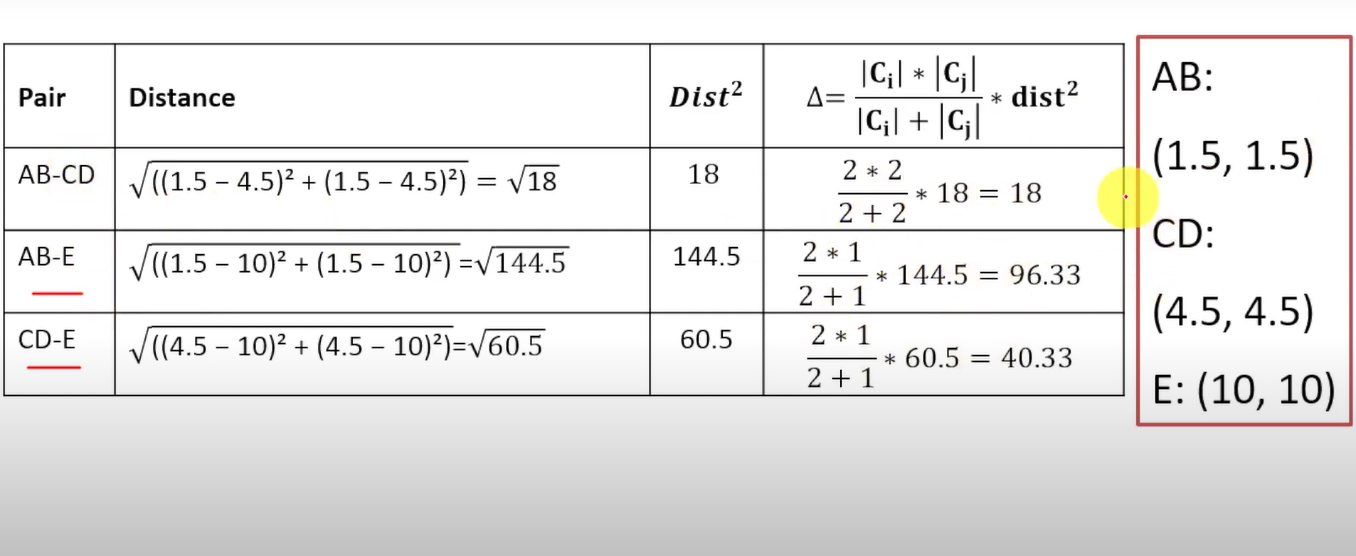 Pair Distance Dist² Δ= |Cᵢ| * |Cⱼ| / |Cᵢ| + |Cⱼ| * dist²
AB-CD √((1.5 – 4.5)² + (1.5 – 4.5)²) = √18 18 2 * 2 / 2 + 2 * 18 = 18
AB-E √((1.5 – 10)² + (1.5 – 10)²) =√144.5 144.5 2 * 1 / 2 + 1 * 144.5 = 96.33
CD-E √((4.5 – 10)² + (4.5 – 10)²)=√60.5 60.5 2 * 1 / 2 + 1 * 60.5 = 40.33
AB:
(1.5, 1.5)
CD:
(4.5, 4.5)
E: (10, 10)